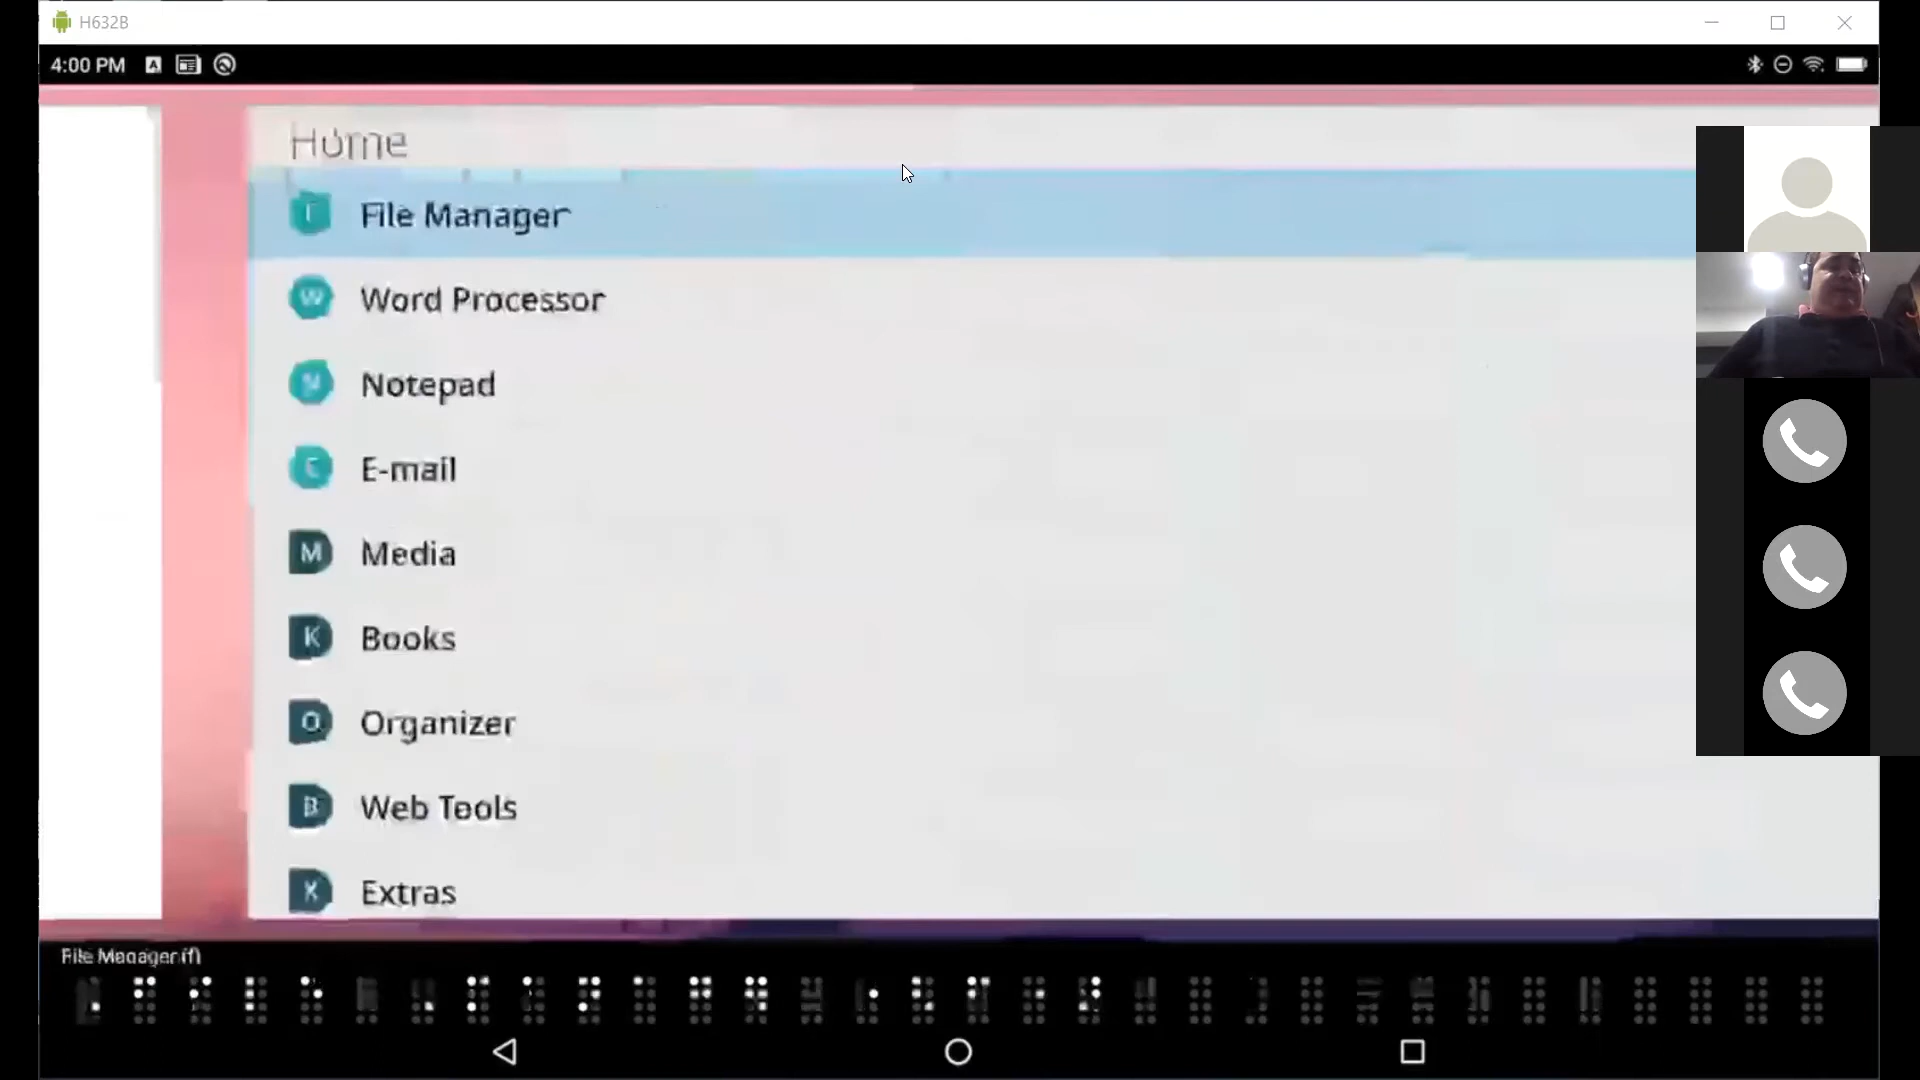 H632B
4:00 PM
Home
File Manager
W Word Processor
N Notepad
E E-mail
M Media
K Books
O Organizer
B Web Tools
X Extras
File Manager (f)